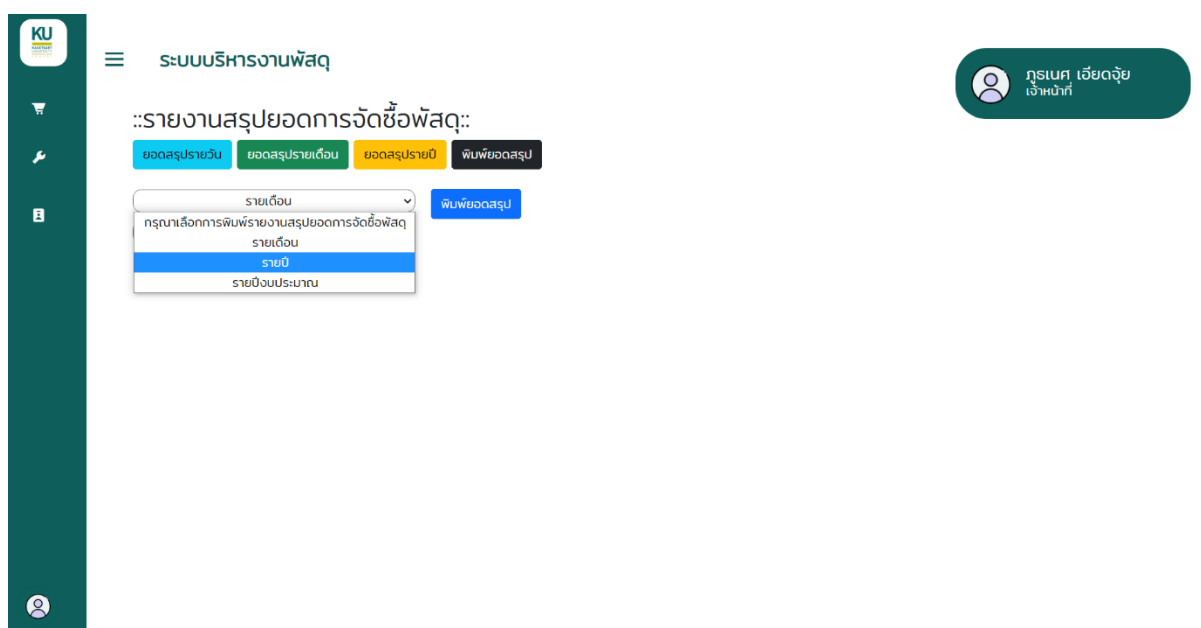 KU
KASETSART
UNIVERSITY
ระบบบริหารงานพัสดุ
ภูธเนศ เอียดจุ้ย
เจ้าหน้าที่
::รายงานสรุปยอดการจัดซื้อพัสดุ::
ยอดสรุปรายวัน ยอดสรุปรายเดือน ยอดสรุปรายปี พิมพ์ยอดสรุป
รายเดือน พิมพ์ยอดสรุป
กรุณาเลือกการพิมพ์รายงานสรุปยอดการจัดซื้อพัสดุ
รายเดือน
รายปี
รายปีงบประมาณ